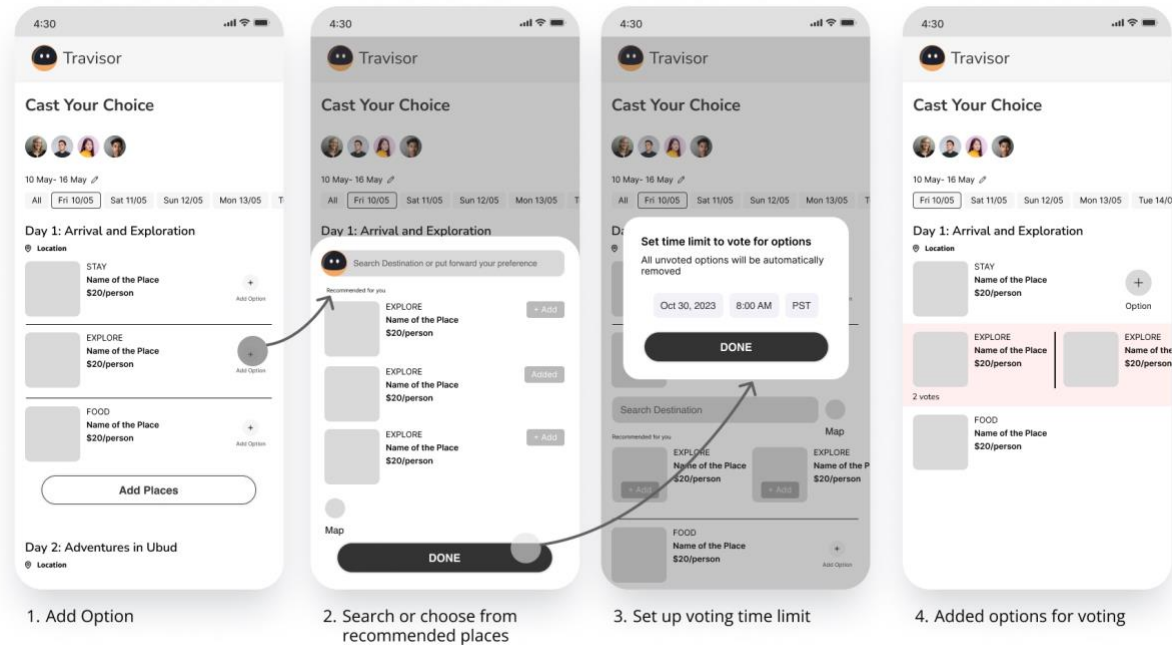 4:30
Travisor
Cast Your Choice
10 May- 16 May
All Fri 10/05 Sat 11/05 Sun 12/05 Mon 13/05 T
Day 1: Arrival and Exploration
Location
STAY
Name of the Place
$20/person
+
Add Option
EXPLORE
Name of the Place
$20/person
+
Add Option
FOOD
Name of the Place
$20/person
+
Add Option
Add Places
Day 2: Adventures in Ubud
Location
1. Add Option
4:30
Travisor
Cast Your Choice
10 May- 16 May
All Fri 10/05 Sat 11/05 Sun 12/05 Mon 13/05 T
Day 1: Arrival and Exploration
Search Destination or put forward your preference
Recommended for you
EXPLORE
Name of the Place
$20/person
+ Add
EXPLORE
Name of the Place
$20/person
Added
EXPLORE
Name of the Place
$20/person
+ Add
Map
DONE
2. Search or choose from
recommended places
4:30
Travisor
Cast Your Choice
10 May- 16 May
All Fri 10/05 Sat 11/05 Sun 12/05 Mon 13/05 T
Da
Set time limit to vote for options
All unvoted options will be automatically
removed
Oct 30, 2023 8:00 AM PST
DONE
Search Destination
Map
Recommended for you
EXPLORE
Name of the Place
$20/person
+ Add
EXPLORE
Name of the P
$20/person
+ Add
FOOD
Name of the Place
$20/person
+
Add Option
3. Set up voting time limit
4:30
Travisor
Cast Your Choice
10 May- 16 May
Fri 10/05 Sat 11/05 Sun 12/05 Mon 13/05 Tue 14/0
Day 1: Arrival and Exploration
Location
STAY
Name of the Place
$20/person
+
Option
EXPLORE
Name of the Place
$20/person
EXPLORE
Name of the
$20/person
2 votes
FOOD
Name of the Place
$20/person
4. Added options for voting